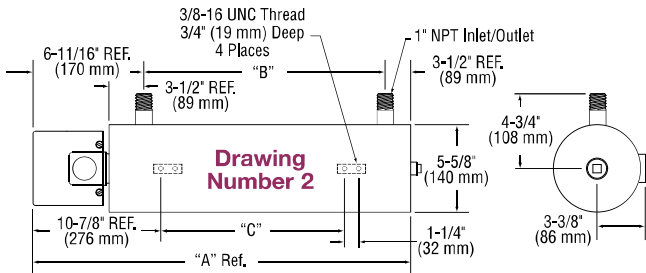 3/8-16 UNC Thread
3/4" (19 mm) Deep
4 Places
6-11/16" REF.
(170 mm)
"B"
1" NPT Inlet/Outlet
3-1/2" REF.
(89 mm)
3-1/2" REF.
(89 mm)
4-3/4"
(108 mm)
Drawing
Number 2
5-5/8"
(140 mm)
10-7/8" REF.
(276 mm)
"C"
1-1/4"
(32 mm)
3-3/8"
(86 mm)
"A" Ref.